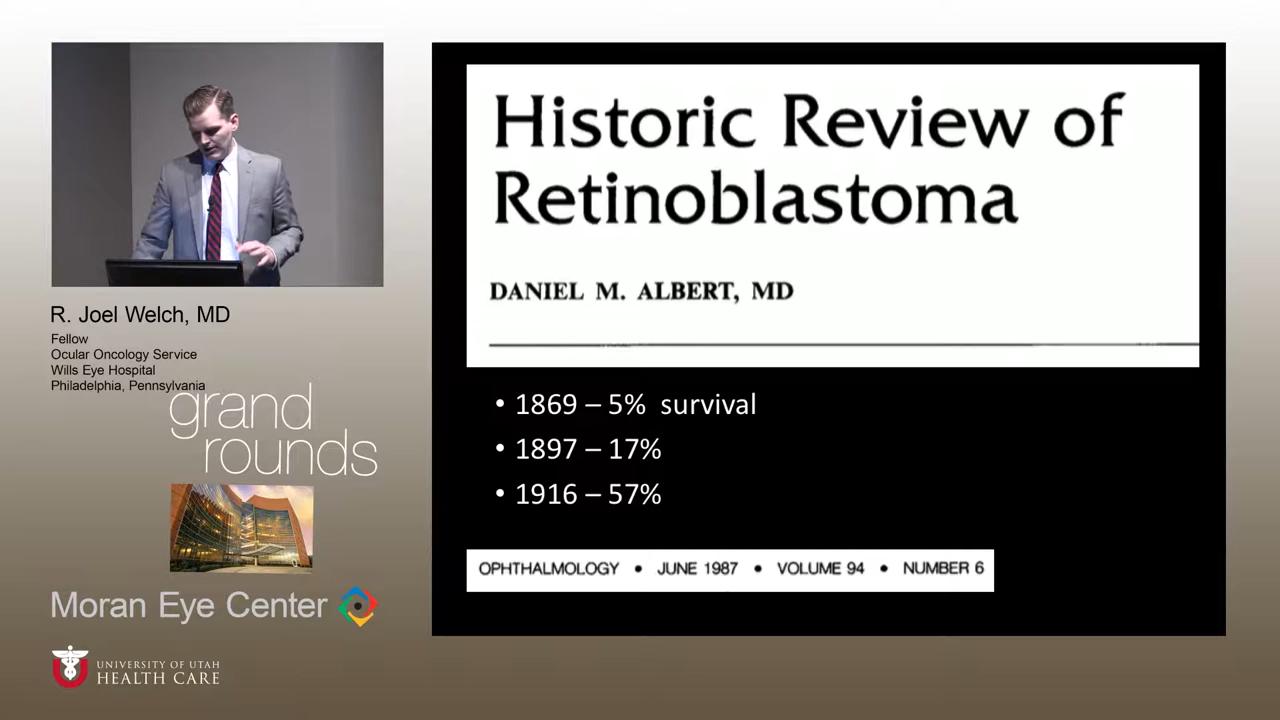 R. Joel Welch, MD
Fellow
Ocular Oncology Service
Wills Eye Hospital
Philadelphia, Pennsylvania
grand
rounds
Moran Eye Center
UNIVERSITY OF UTAH
HEALTH CARE
Historic Review of
Retinoblastoma
DANIEL M. ALBERT, MD
• 1869 – 5% survival
• 1897 – 17%
• 1916 – 57%
OPHTHALMOLOGY • JUNE 1987 • VOLUME 94 • NUMBER 6